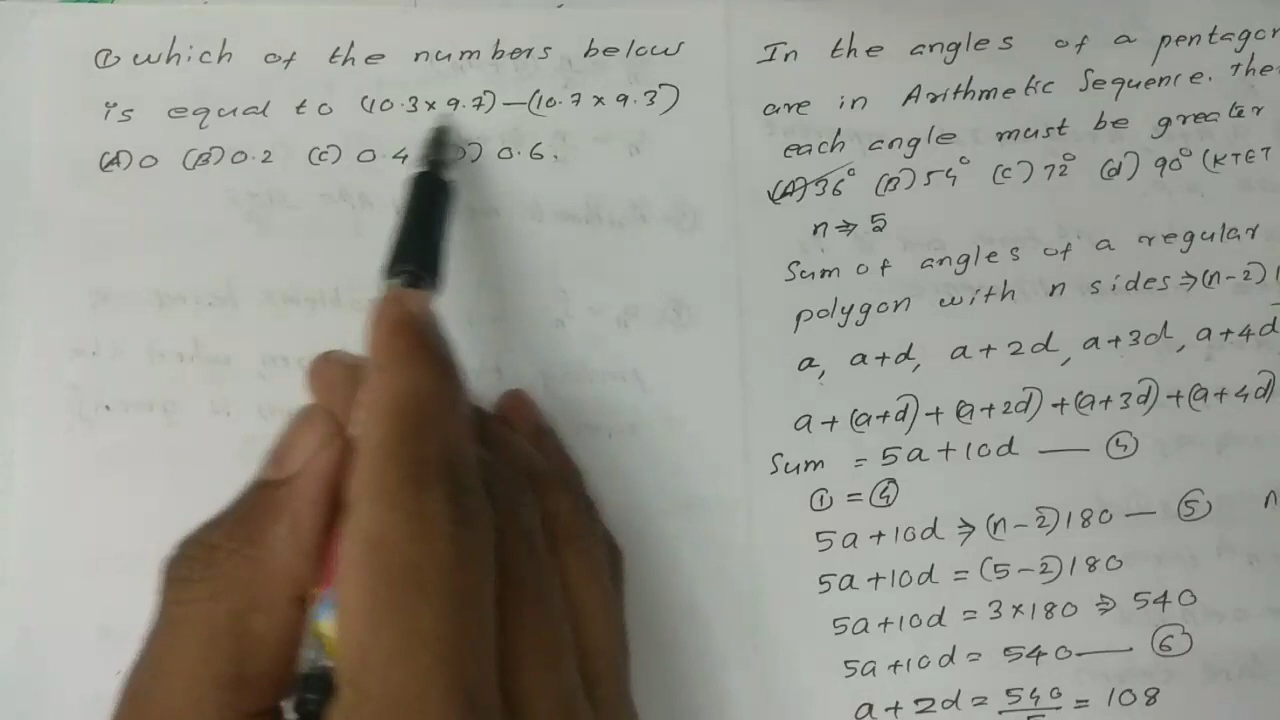 ① which of the numbers below
is equal to (10.3 × 9.7) – (10.7 × 9.3)
(A) 0 (B) 0.2 (C) 0.4 D) 0.6.
In the angles of a pentagon
are in Arithmetic Sequence. The
each angle must be greater
(A) 36° (B) 54° (C) 72° (d) 90° (KTET
n ⇒ 5
Sum of angles of a regular
polygon with n sides ⇒ (n-2)1
a, a+d, a+2d, a+3d, a+4d
a + (a+d) + (a+2d) + (a+3d) + (a+4d)
Sum = 5a+10d — ④
① = ④
5a+10d ⇒ (n-2)180 — ⑤ n
5a+10d = (5-2)180
5a+10d = 3×180 ⇒ 540
5a+10d = 540 — ⑥
a+2d = 540/5 = 108